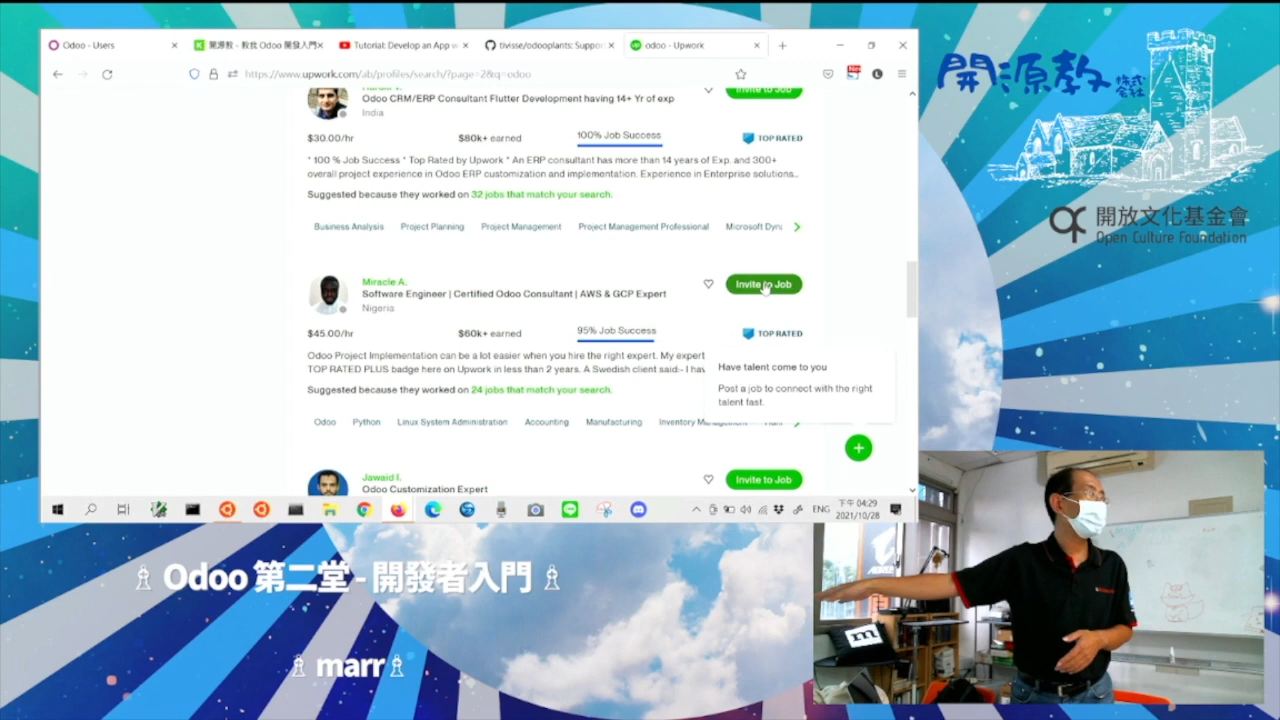 Odoo - Users
開源教 - 教我 Odoo 開發入門
Tutorial: Develop an App w
tivisse/odooplants: Suppor
odoo - Upwork
https://www.upwork.com/ab/profiles/search/?page=2&q=odoo
Odoo CRM/ERP Consultant Flutter Development having 14+ Yr of exp
Invite to Job
India
$30.00/hr
$80k+ earned
100% Job Success
TOP RATED
* 100 % Job Success * Top Rated by Upwork * An ERP consultant has more than 14 years of Exp. and 300+
overall project experience in Odoo ERP customization and implementation. Experience in Enterprise solutions...
Suggested because they worked on 32 jobs that match your search.
Business Analysis
Project Planning
Project Management
Project Management Professional
Microsoft Dyna
Miracle A.
Software Engineer | Certified Odoo Consultant | AWS & GCP Expert
Invite to Job
Nigeria
$45.00/hr
$60k+ earned
95% Job Success
TOP RATED
Odoo Project Implementation can be a lot easier when you hire the right expert. My expert
TOP RATED PLUS badge here on Upwork in less than 2 years. A Swedish client said:- I hav
Have talent come to you
Post a job to connect with the right
talent fast.
Suggested because they worked on 24 jobs that match your search.
Odoo
Python
Linux System Administration
Accounting
Manufacturing
Inventory Management
Jawaid I.
Odoo Customization Expert
Invite to Job
ENG
下午 04:29
2021/10/28
開源教 株式会社
開放文化基金會
Open Culture Foundation
Odoo 第二堂 - 開發者入門
marr
m